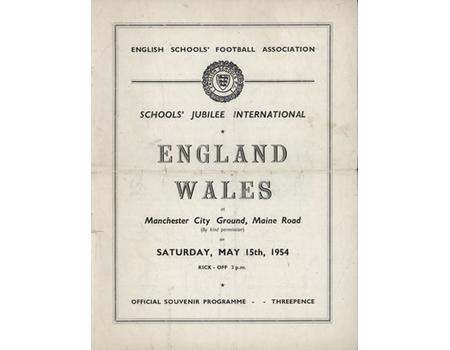 ENGLISH SCHOOLS' FOOTBALL ASSOCIATION
SCHOOLS' JUBILEE INTERNATIONAL
ENGLAND
WALES
at
Manchester City Ground, Maine Road
(By kind permission)
on
SATURDAY, MAY 15th, 1954
KICK - OFF 3 p.m.
OFFICIAL SOUVENIR PROGRAMME - - THREEPENCE